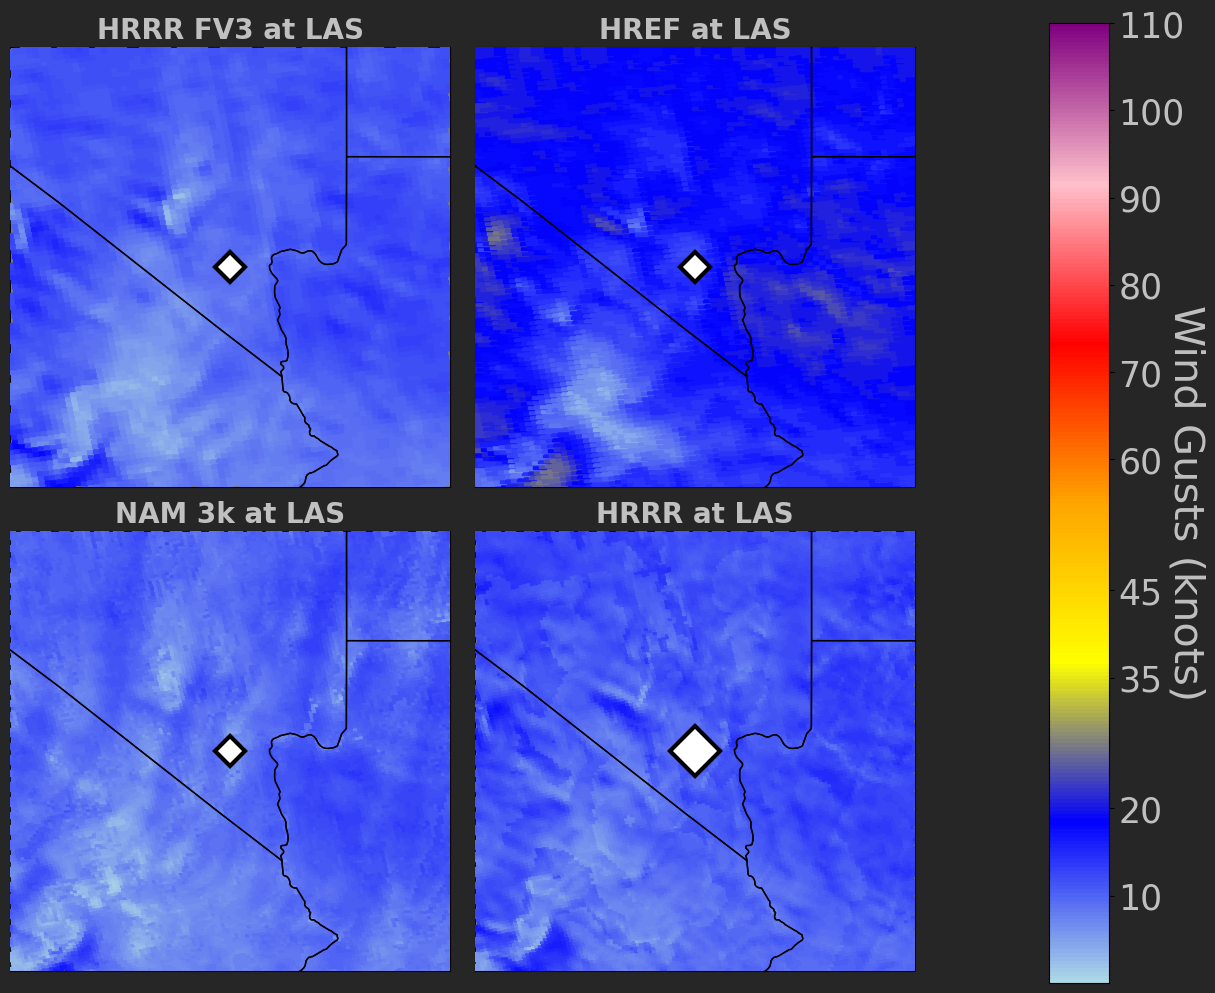 HRRR FV3 at LAS
HREF at LAS
NAM 3k at LAS
HRRR at LAS
110
100
90
80
70
60
45
35
20
10
Wind Gusts (knots)